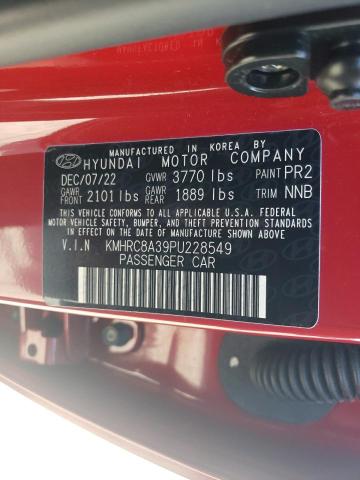 MANUFACTURED IN KOREA BY
HYUNDAI MOTOR COMPANY
DEC/07/22 GVWR 3770 lbs PAINT PR2
GAWR FRONT 2101 lbs GAWR REAR 1889 lbs TRIM NNB
THIS VEHICLE CONFORMS TO ALL APPLICABLE U.S.A. FEDERAL
MOTOR VEHICLE SAFETY, BUMPER, AND THEFT PREVENTION
STANDARDS IN EFFECT ON THE DATE OF MANUFACTURE SHOWN ABOVE.
V.I.N KMHRC8A39PU228549
PASSENGER CAR